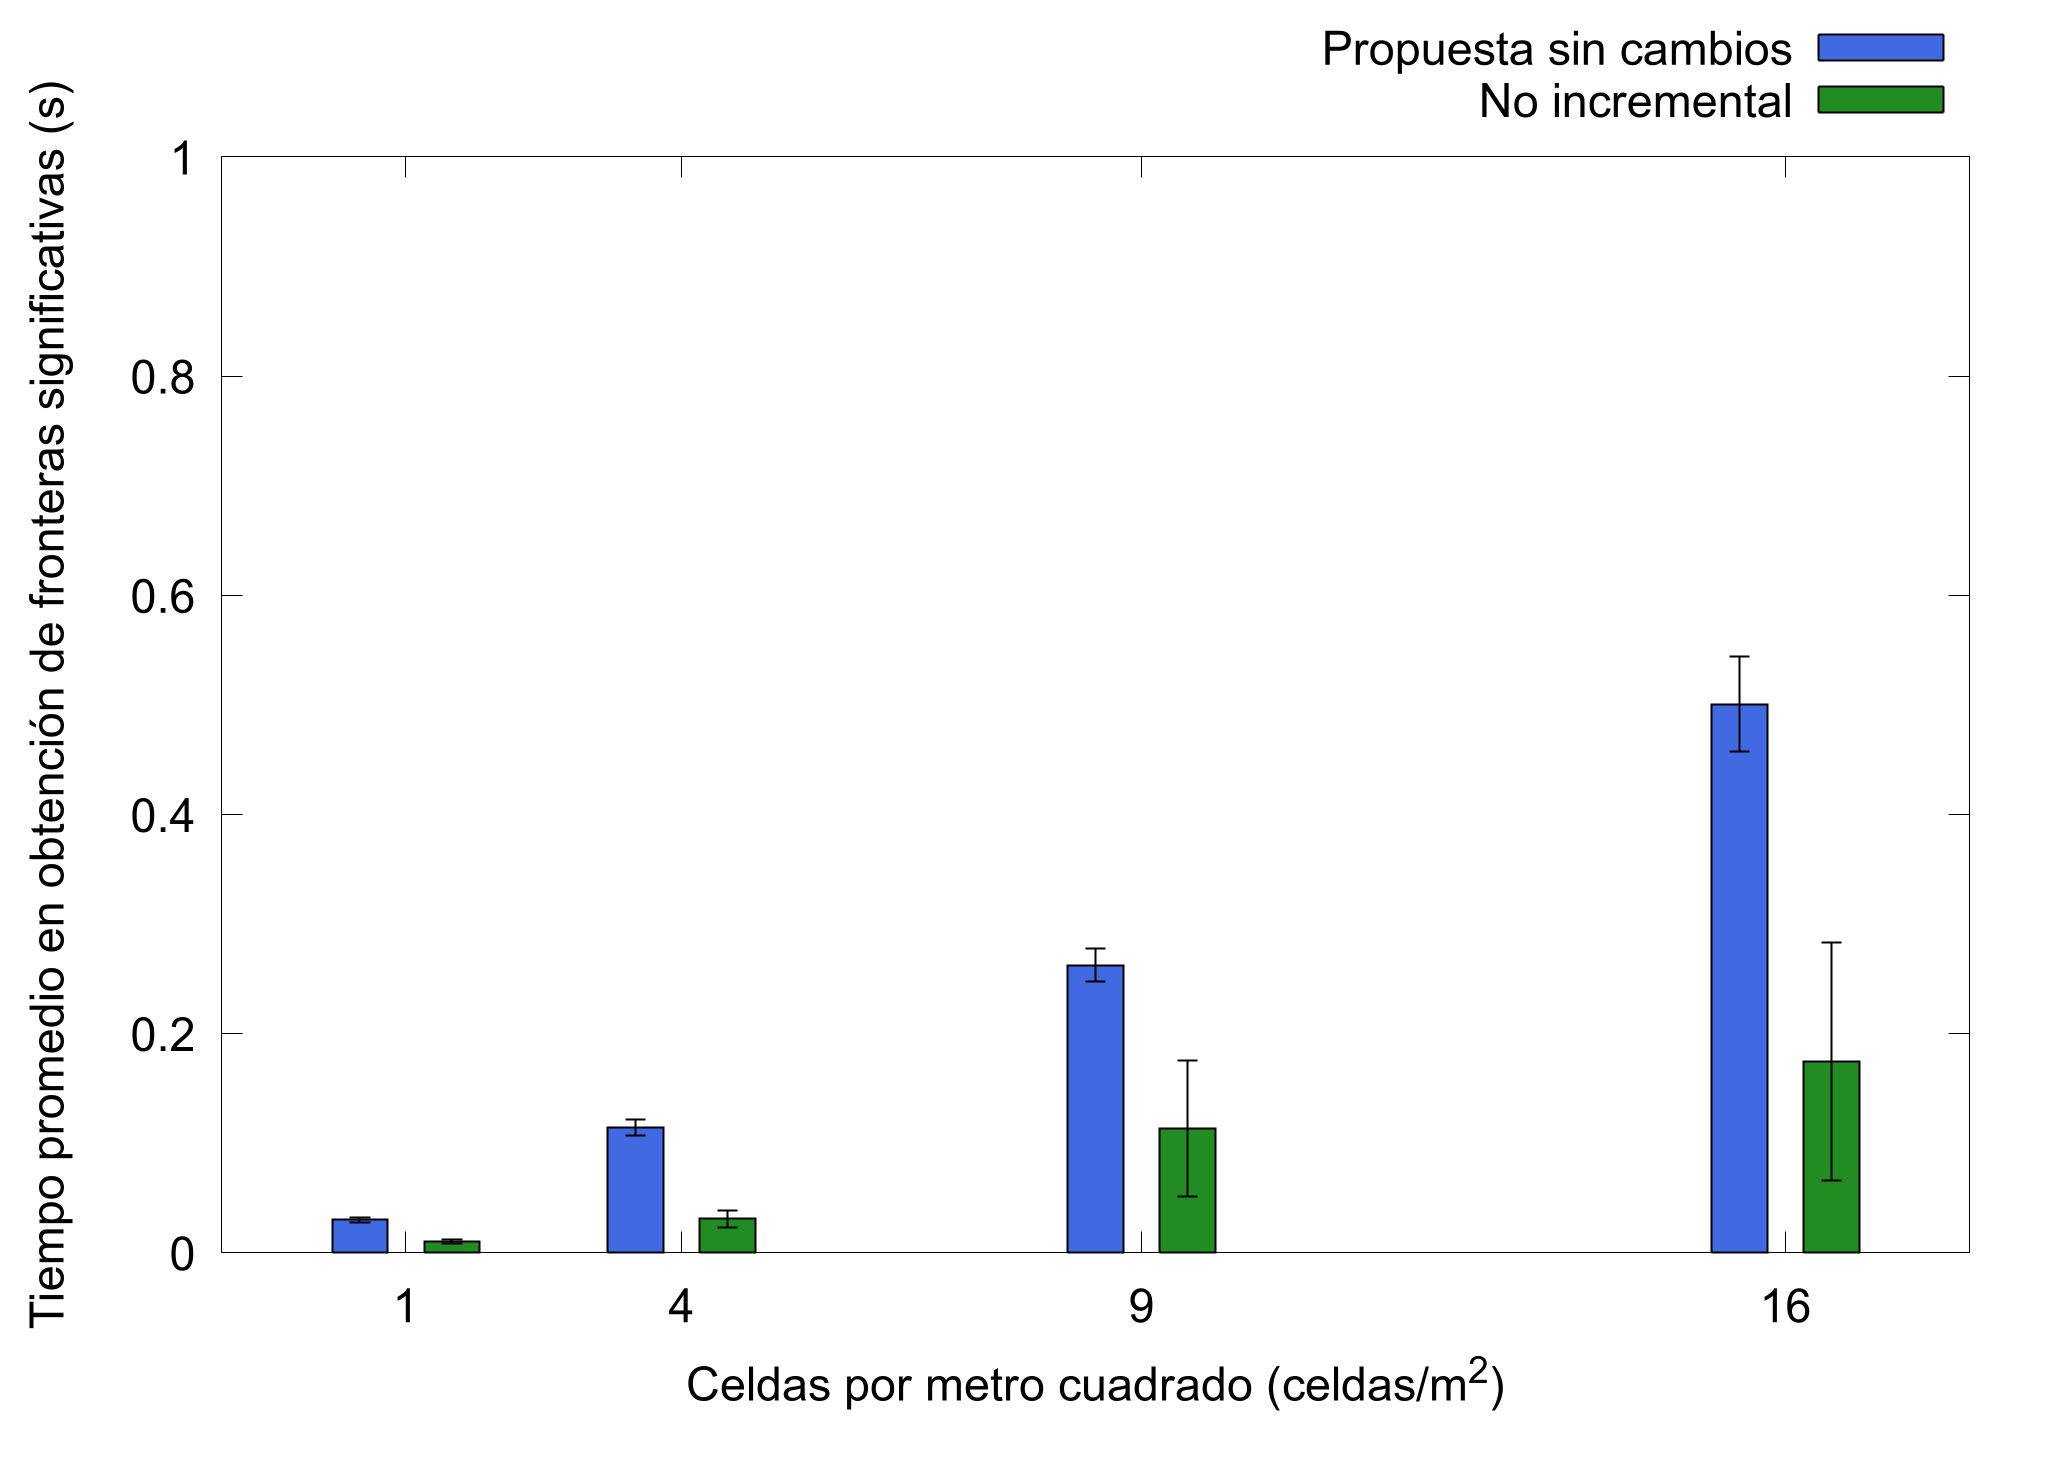 Propuesta sin cambios
No incremental
Tiempo promedio en obtención de fronteras significativas (s)
1
0.8
0.6
0.4
0.2
0
1 4 9 16
Celdas por metro cuadrado (celdas/m²)